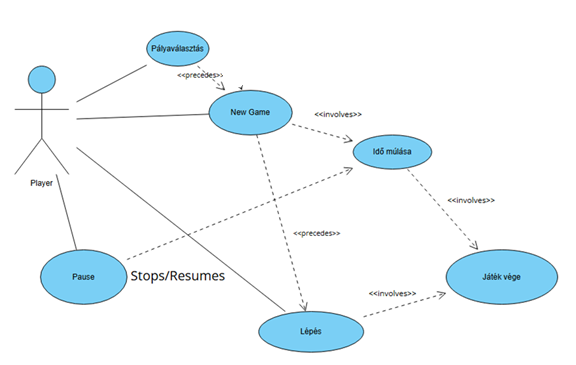 Pályaválasztás
<<precedes>>
New Game
<<involves>>
Idő múlása
Player
<<involves>>
<<precedes>>
Pause
Stops/Resumes
Játék vége
<<involves>>
Lépés